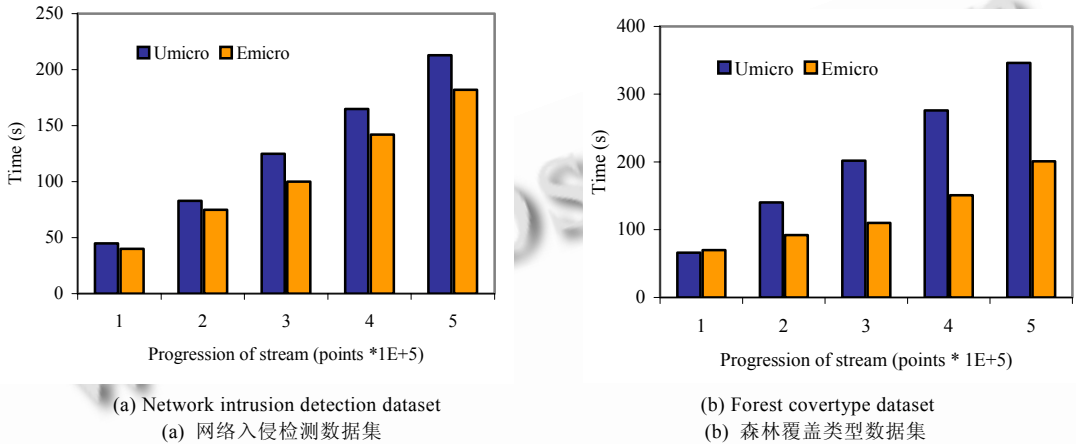 250
200
150
100
50
0
Time (s)
Umicro Emicro
1 2 3 4 5
Progression of stream (points *1E+5)
(a) Network intrusion detection dataset
(a) 网络入侵检测数据集
400
300
200
100
0
Time (s)
Umicro Emicro
1 2 3 4 5
Progression of stream (points * 1E+5)
(b) Forest covertype dataset
(b) 森林覆盖类型数据集